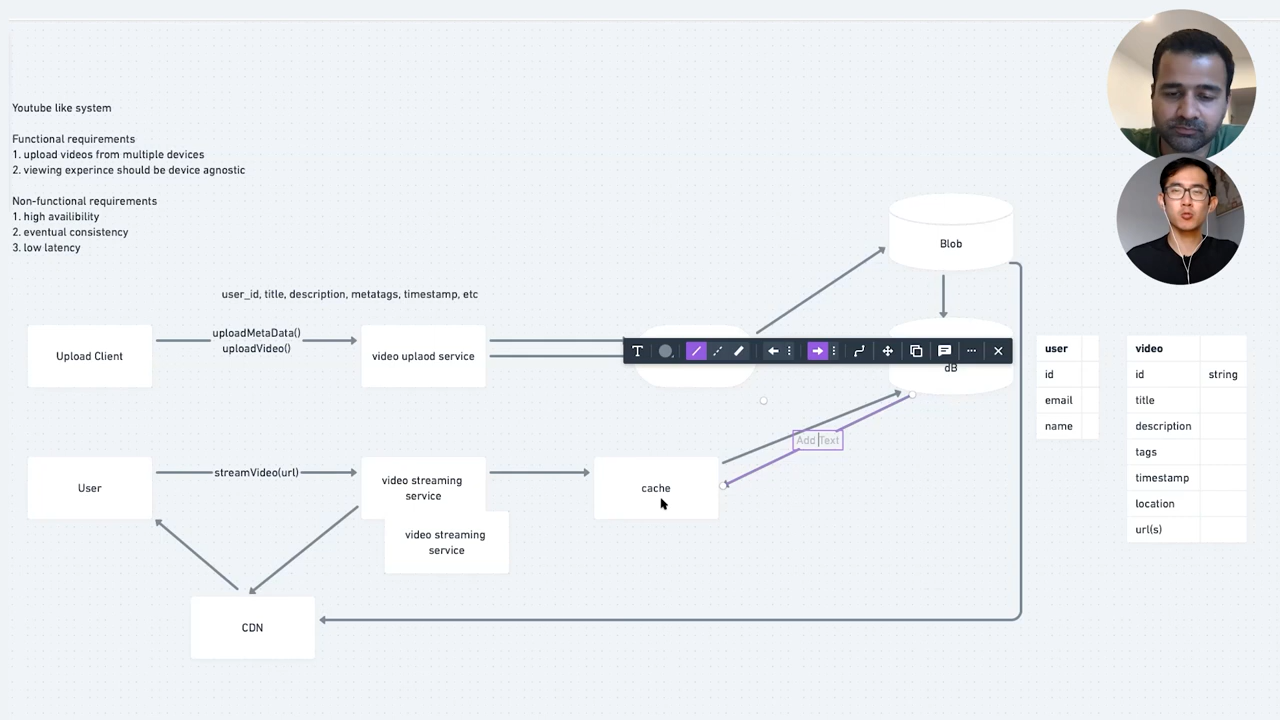 Youtube like system
Functional requirements
1. upload videos from multiple devices
2. viewing experince should be device agnostic
Non-functional requirements
1. high availibility
2. eventual consistency
3. low latency
user_id, title, description, metatags, timestamp, etc
Upload Client
uploadMetaData()
uploadVideo()
video uplaod service
Blob
T
dB
Add Text
user
id
email
name
video
id string
title
description
tags
timestamp
location
url(s)
User
streamVideo(url)
video streaming
service
video streaming
service
cache
CDN